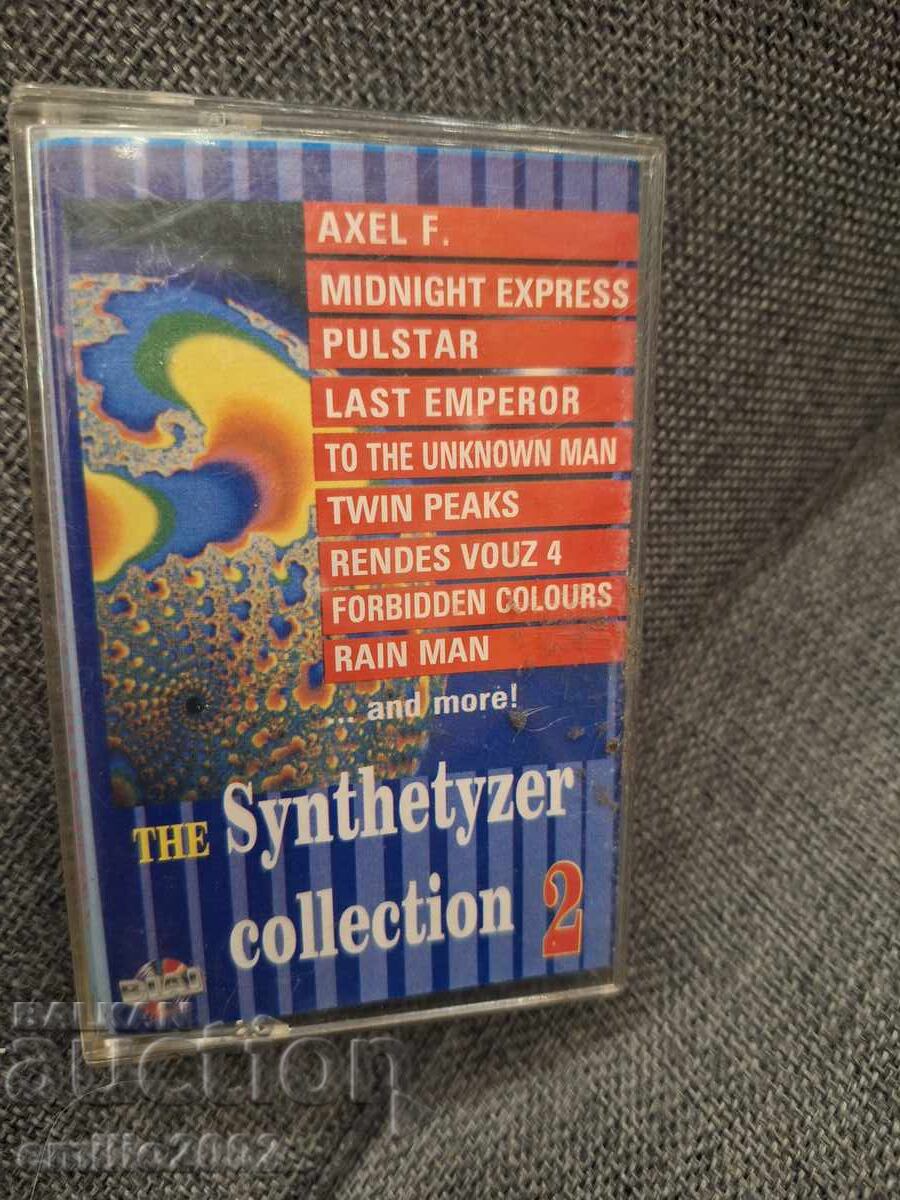 AXEL F.
MIDNIGHT EXPRESS
PULSTAR
LAST EMPEROR
TO THE UNKNOWN MAN
TWIN PEAKS
RENDES VOUZ 4
FORBIDDEN COLOURS
RAIN MAN
... and more!
THE Synthetyzer
collection 2
BALKAN
auction
emilio2002